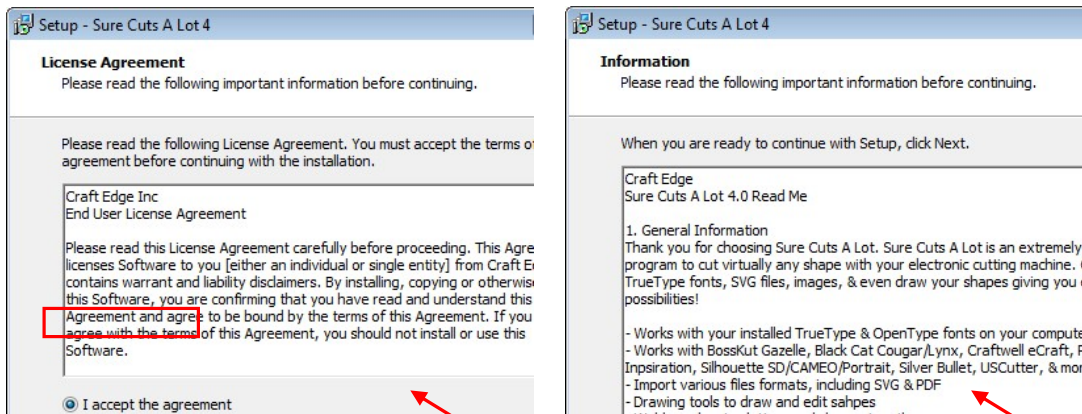 Setup - Sure Cuts A Lot 4
License Agreement
Please read the following important information before continuing.
Please read the following License Agreement. You must accept the terms o
agreement before continuing with the installation.
Craft Edge Inc
End User License Agreement
Please read this License Agreement carefully before proceeding. This Agre
licenses Software to you [either an individual or single entity] from Craft E
contains warrant and liability disclaimers. By installing, copying or otherwis
this Software, you are confirming that you have read and understand this
Agreement and agree to be bound by the terms of this Agreement. If you
agree with the terms of this Agreement, you should not install or use this
Software.
I accept the agreement
Setup - Sure Cuts A Lot 4
Information
Please read the following important information before continuing.
When you are ready to continue with Setup, click Next.
Craft Edge
Sure Cuts A Lot 4.0 Read Me
1. General Information
Thank you for choosing Sure Cuts A Lot. Sure Cuts A Lot is an extremely
program to cut virtually any shape with your electronic cutting machine.
TrueType fonts, SVG files, images, & even draw your shapes giving you
possibilities!
- Works with your installed TrueType & OpenType fonts on your compute
- Works with BossKut Gazelle, Black Cat Cougar/Lynx, Craftwell eCraft,
Inpsiration, Silhouette SD/CAMEO/Portrait, Silver Bullet, USCutter, & mor
- Import various files formats, including SVG & PDF
- Drawing tools to draw and edit sahpes